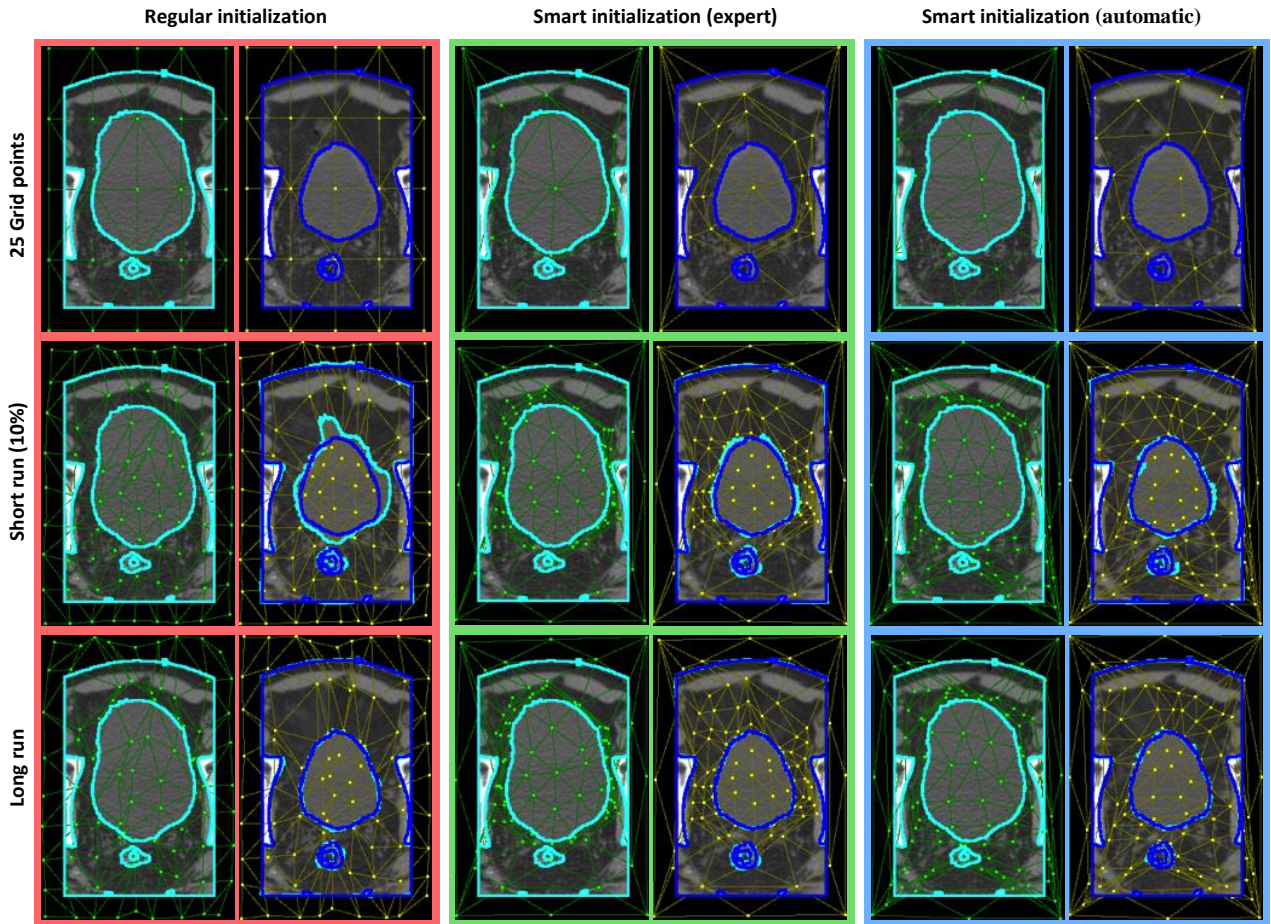 Regular initialization
Smart initialization (expert)
Smart initialization (automatic)
25 Grid points
Short run (10%)
Long run